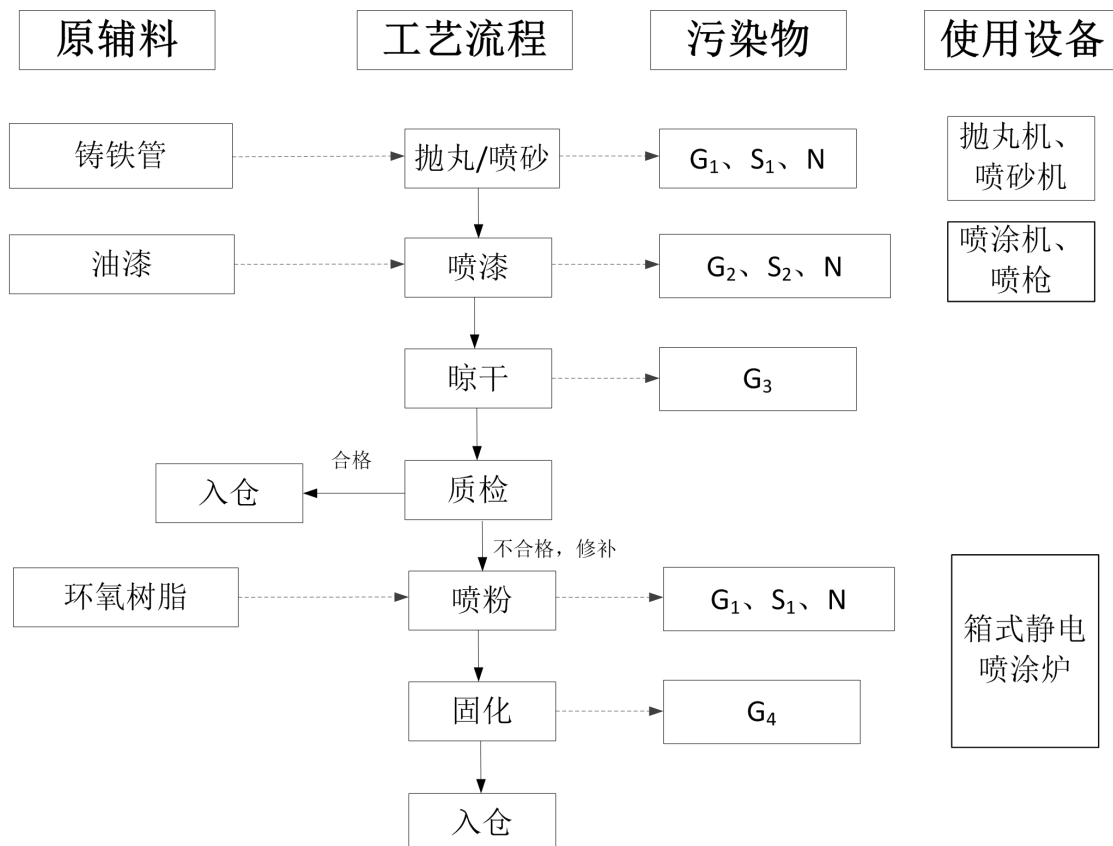 原辅料
工艺流程
污染物
使用设备
铸铁管
抛丸/喷砂
G₁、S₁、N
抛丸机、
喷砂机
油漆
喷漆
G₂、S₂、N
喷涂机、
喷枪
晾干
G₃
合格
入仓
质检
不合格，修补
环氧树脂
喷粉
G₁、S₁、N
箱式静电
喷涂炉
固化
G₄
入仓